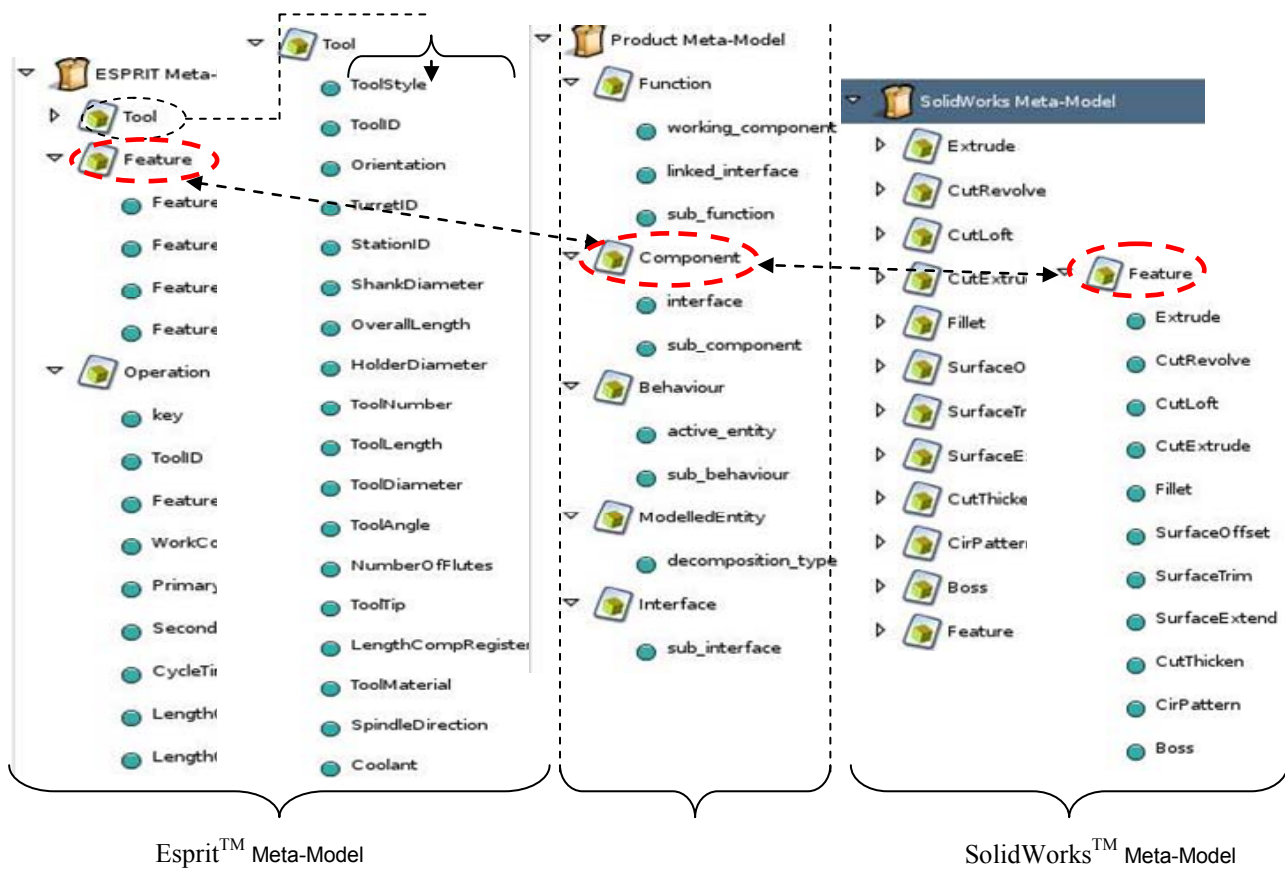 ESPRIT Meta-
Tool
Feature
Feature
Feature
Feature
Feature
Operation
key
ToolID
Feature
WorkCo
Primary
Second
CycleTi
Length
Length
Tool
ToolStyle
ToolID
Orientation
TurretID
StationID
ShankDiameter
OverallLength
HolderDiameter
ToolNumber
ToolLength
ToolDiameter
ToolAngle
NumberOfFlutes
ToolTip
LengthCompRegister
ToolMaterial
SpindleDirection
Coolant
Product Meta-Model
Function
working_component
linked_interface
sub_function
Component
interface
sub_component
Behaviour
active_entity
sub_behaviour
ModelledEntity
decomposition_type
Interface
sub_interface
SolidWorks Meta-Model
Extrude
CutRevolve
CutLoft
CutExtru
Fillet
SurfaceO
SurfaceTr
SurfaceE
CutThicke
CirPatter
Boss
Feature
Feature
Extrude
CutRevolve
CutLoft
CutExtrude
Fillet
SurfaceOffset
SurfaceTrim
SurfaceExtend
CutThicken
CirPattern
Boss
Esprit™ Meta-Model
SolidWorks™ Meta-Model